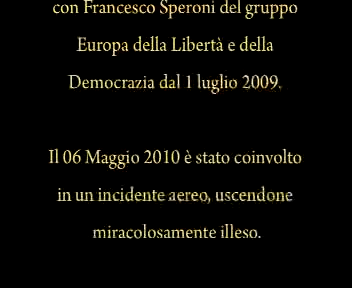 con Francesco Speroni del gruppo
Europa della Libertà e della
Democrazia dal 1 luglio 2009.
Il 06 Maggio 2010 è stato coinvolto
in un incidente aereo, uscendone
miracolosamente illeso.